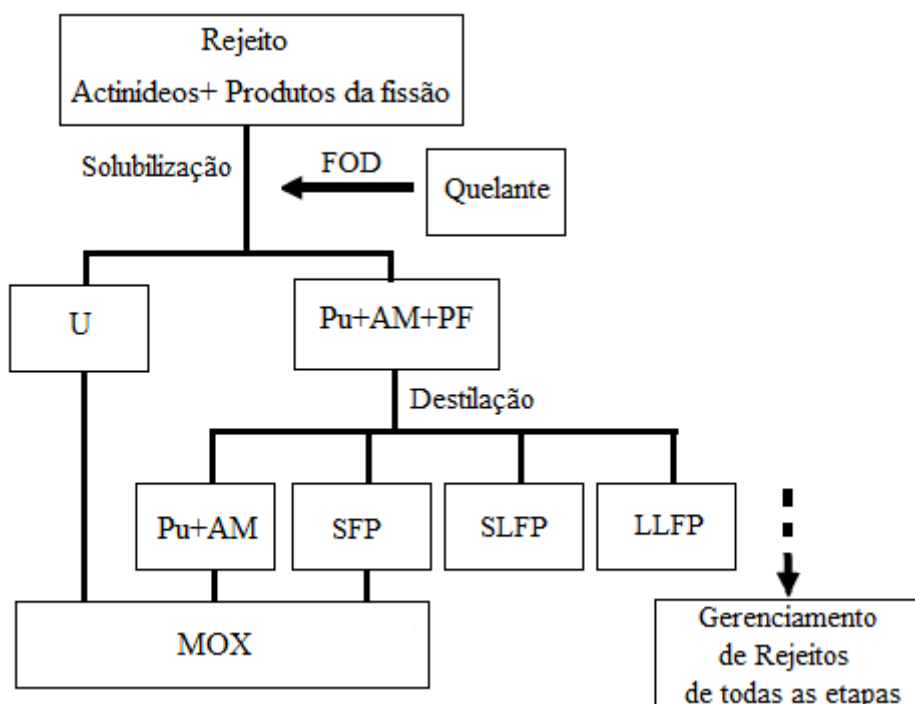 Rejeito
Actinídeos+ Produtos da fissão
Solubilização
FOD
Quelante
U
Pu+AM+PF
Destilação
Pu+AM
SFP
SLFP
LLFP
MOX
Gerenciamento
de Rejeitos
de todas as etapas